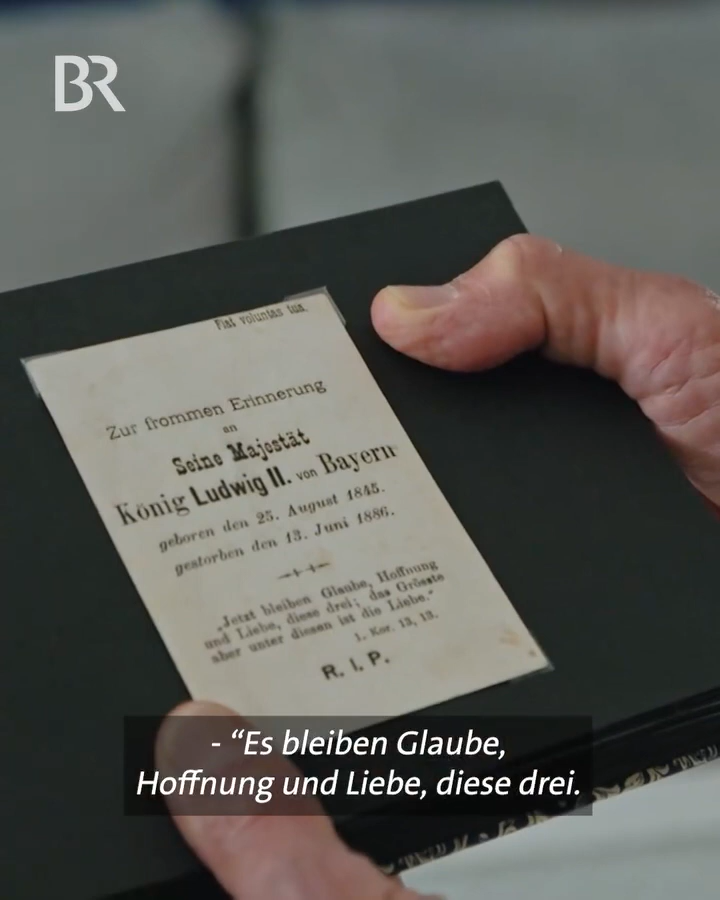 BR
Fiat voluntas tua.
Zur frommen Erinnerung
an
Seine Majestät
König Ludwig II. von Bayern
geboren den 25. August 1845.
gestorben den 13. Juni 1886.
„Jetzt bleiben Glaube, Hoffnung
und Liebe, diese drei; das Grösste
aber unter diesen ist die Liebe.“
1. Kor. 13, 13.
R. I. P.
- “Es bleiben Glaube,
Hoffnung und Liebe, diese drei.